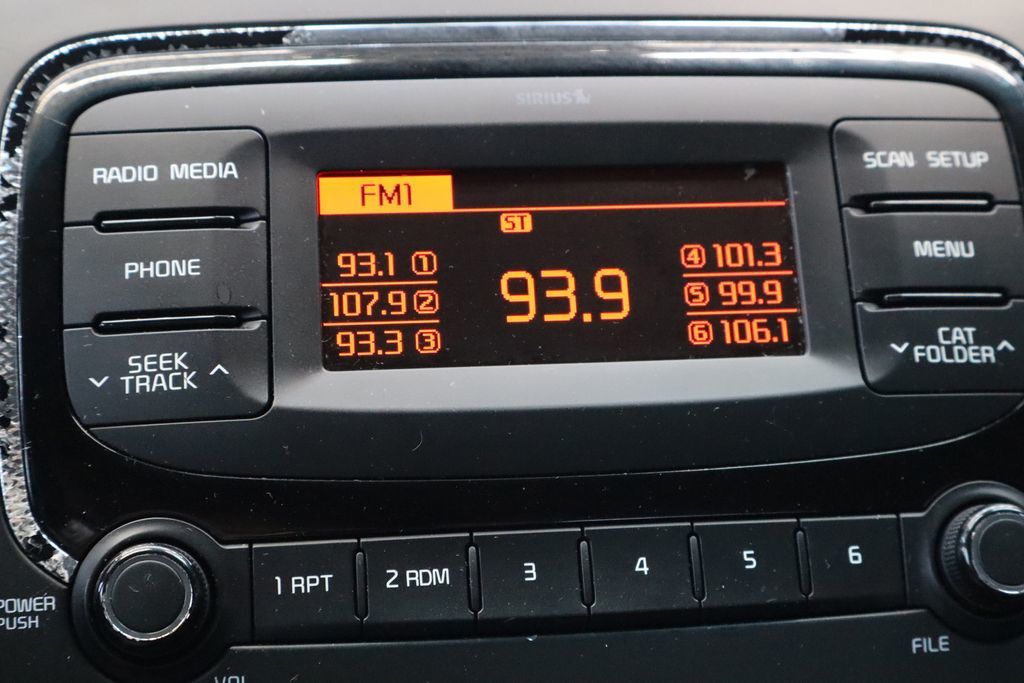 SIRIUS
RADIO MEDIA
SCAN SETUP
FM1
ST
PHONE
MENU
93.1 1
107.9 2
93.3 3
93.9
4 101.3
5 99.9
6 106.1
SEEK
TRACK
CAT
FOLDER
1 RPT
2 RDM
3
4
5
6
POWER
PUSH
VOL
FILE